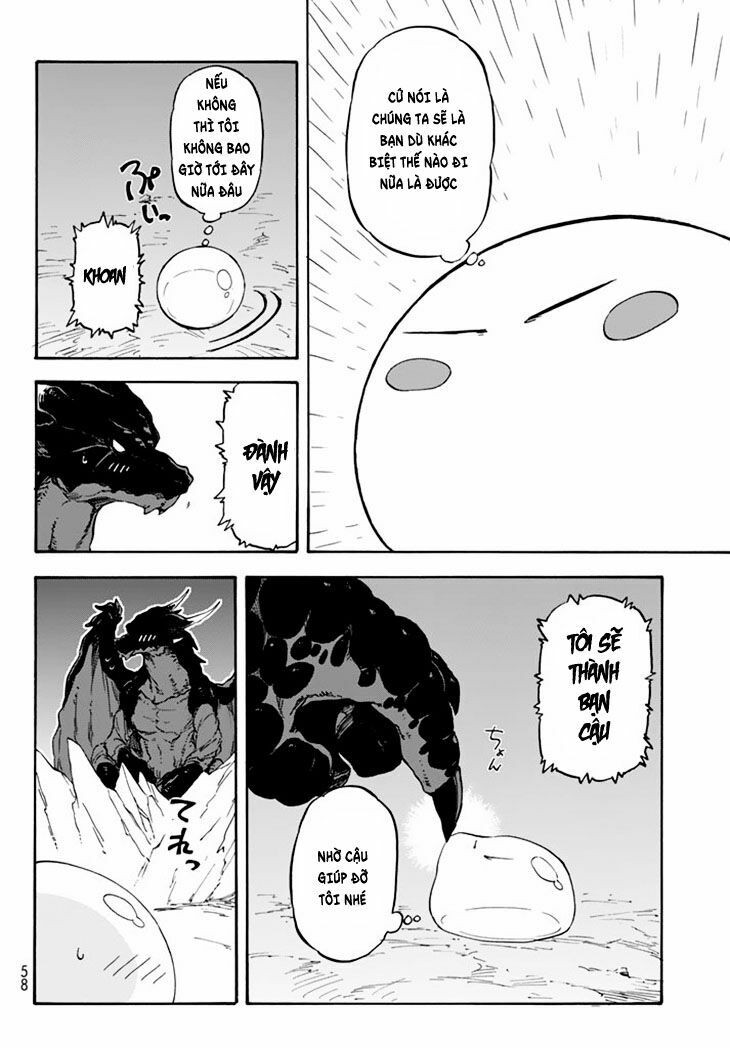 CỨ NÓI LÀ
CHÚNG TA SẼ LÀ
BẠN DÙ KHÁC
BIỆT THẾ NÀO ĐI
NỮA LÀ ĐƯỢC
NẾU
KHÔNG
THÌ TÔI
KHÔNG BAO
GIỜ TỚI ĐÂY
NỮA ĐÂU
ぷいっ
KHOAN
ĐÀNH
VẬY
TÔI SẼ
THÀNH
BẠN
CẬU
ちょん
NHỜ CẬU
GIÚP ĐỠ
TÔI NHÉ
てれっ
58